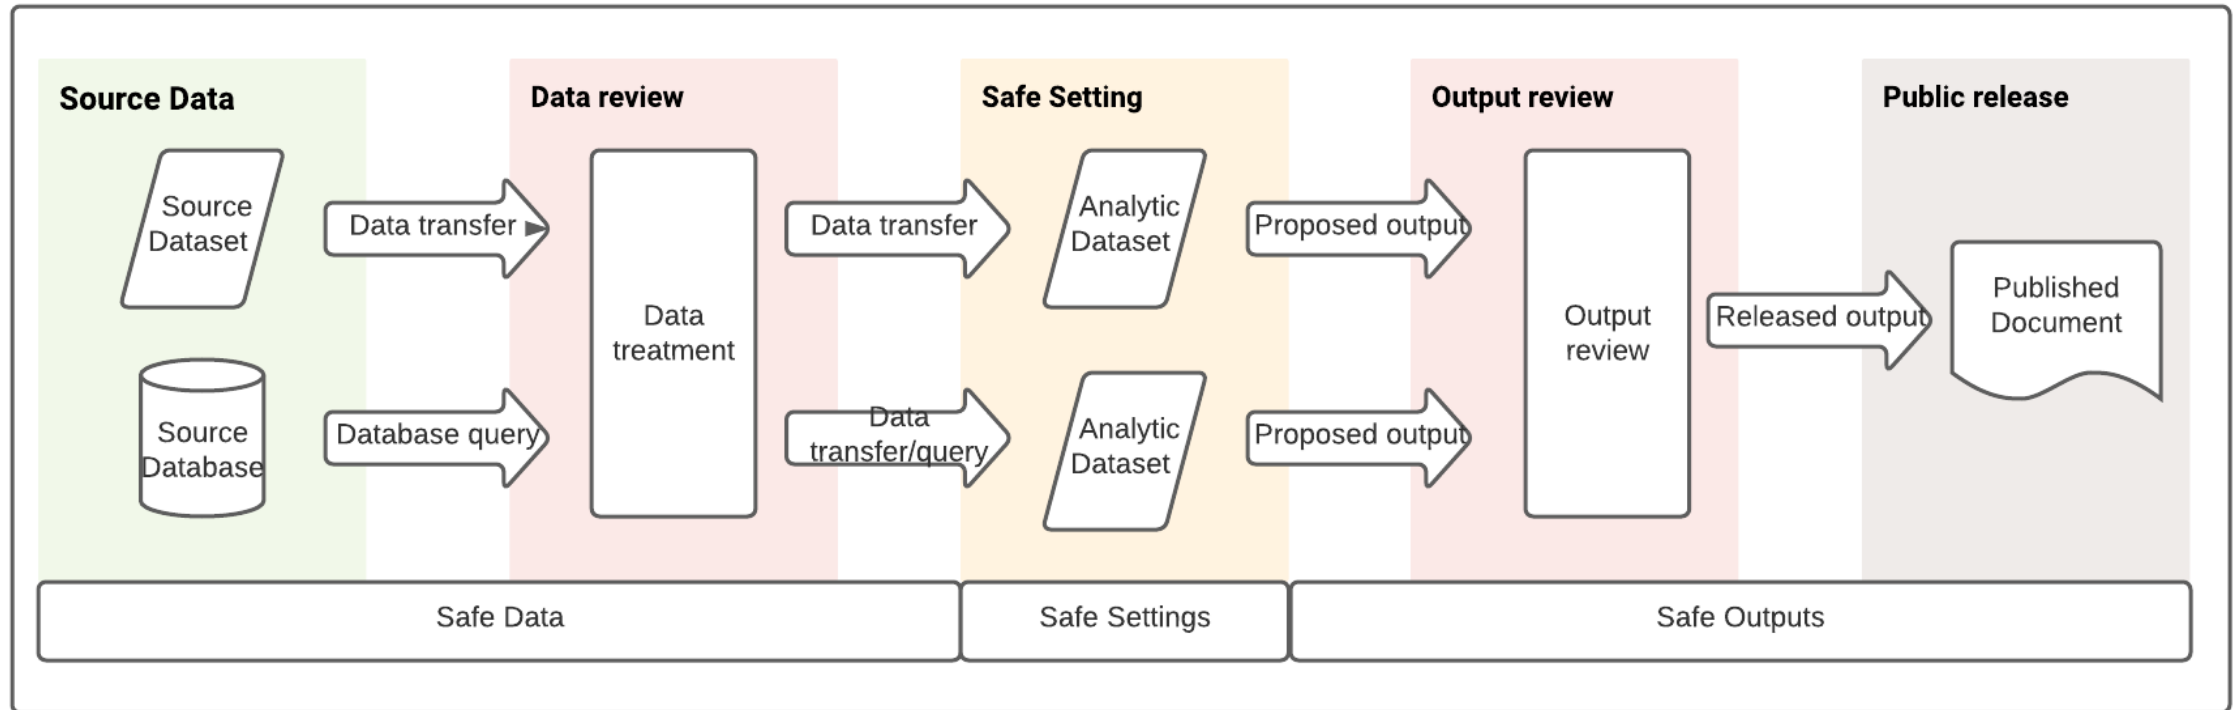 Source Data
Data review
Safe Setting
Output review
Public release
Source
Dataset
Data transfer
Data transfer
Analytic
Dataset
Proposed output
Data
treatment
Output
review
Released output
Published
Document
Source
Database
Database query
Data
transfer/query
Analytic
Dataset
Proposed output
Safe Data
Safe Settings
Safe Outputs